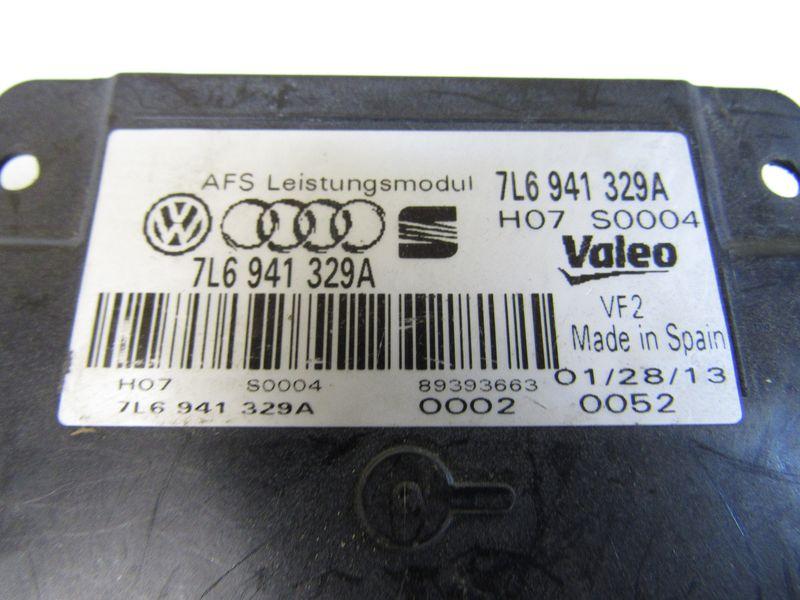 AFS Leistungsmodul 7L6 941 329A
H07 S0004
7L6 941 329A Valeo
VF2
Made in Spain
H07 S0004 89393663 01/28/13
7L6 941 329A 0002 0052